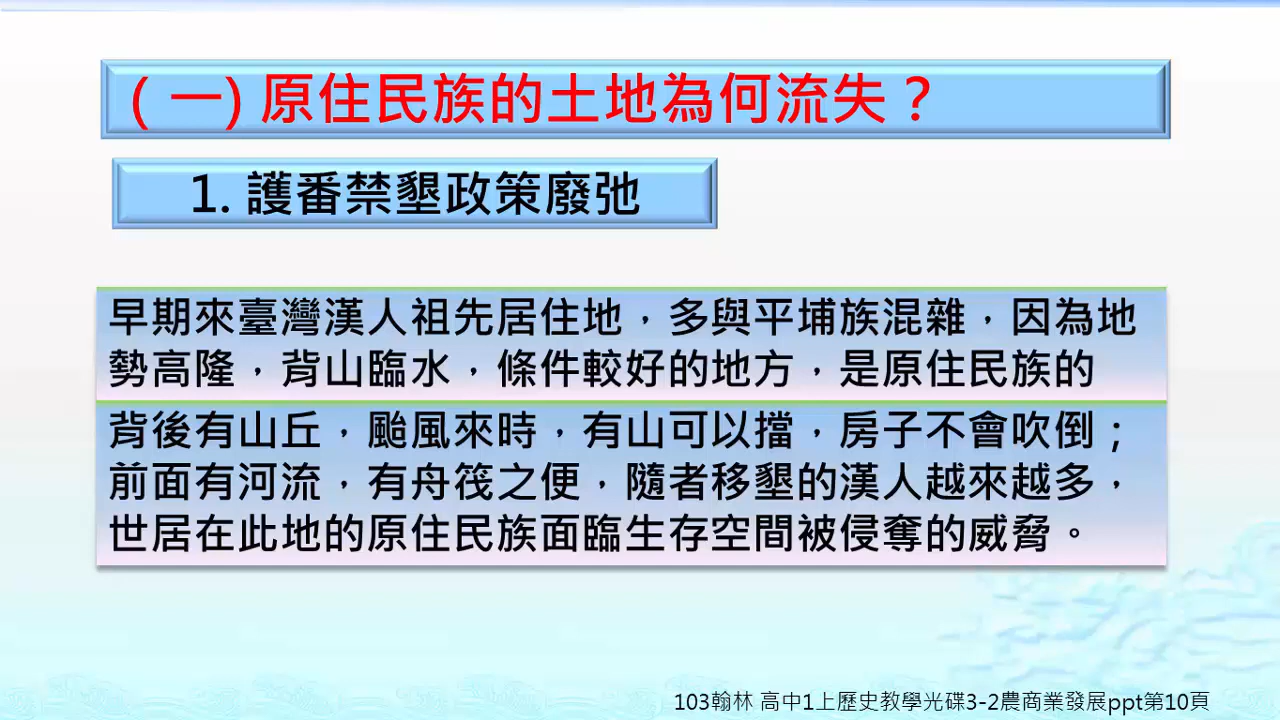 (一) 原住民族的土地為何流失？
1. 護番禁墾政策廢弛
早期來臺灣漢人祖先居住地，多與平埔族混雜，因為地
勢高隆，背山臨水，條件較好的地方，是原住民族的
背後有山丘，颱風來時，有山可以擋，房子不會吹倒；
前面有河流，有舟筏之便，隨者移墾的漢人越來越多，
世居在此地的原住民族面臨生存空間被侵奪的威脅。
103翰林 高中1上歷史教學光碟3-2農商業發展ppt第10頁